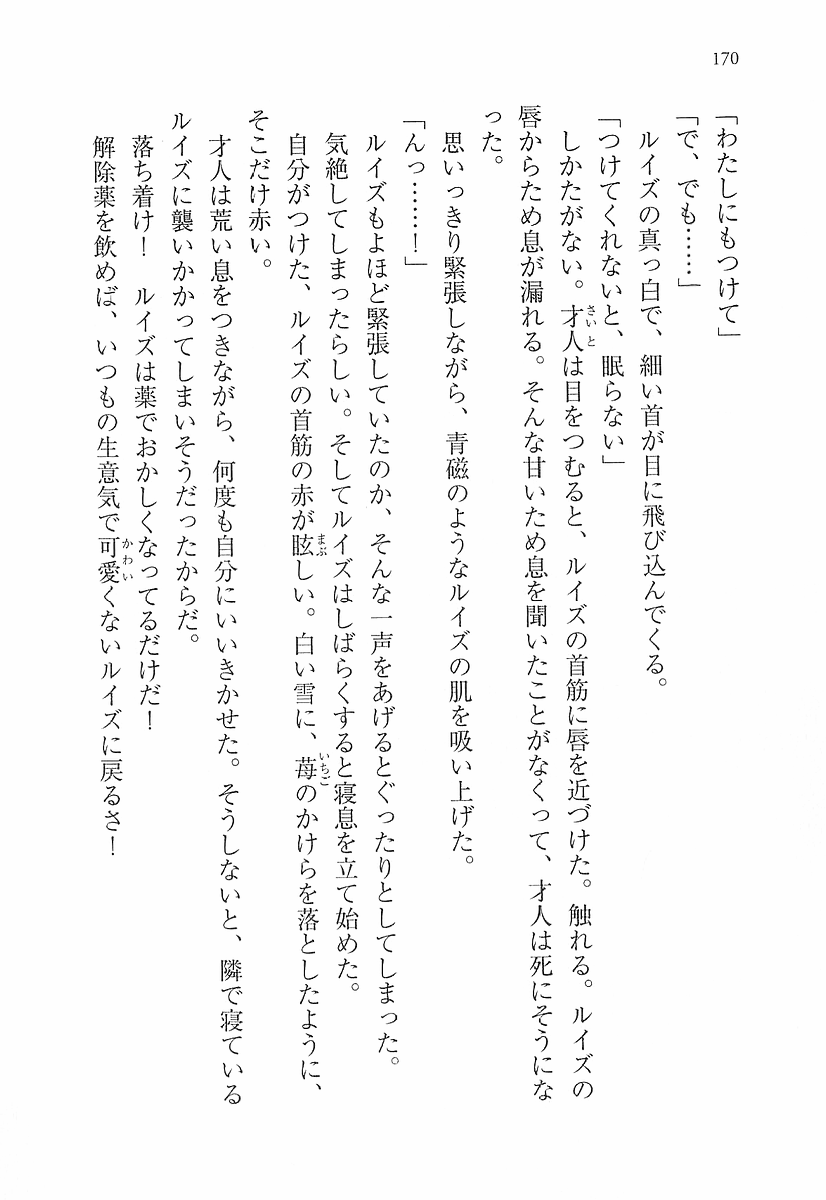 170
「わたしにもつけて」
「で、でも……」
ルイズの真っ白で、細い首が目に飛び込んでくる。
「つけてくれないと、眠らない」
しかたがない。才人は目をつむると、ルイズの首筋に唇を近づけた。触れる。ルイズの
唇からため息が漏れる。そんな甘いため息を聞いたことがなくって、才人は死にそうにな
った。
思いっきり緊張しながら、青磁のようなルイズの肌を吸い上げた。
「んっ……！」
ルイズもよほど緊張していたのか、そんな一声をあげるとぐったりとしてしまった。
気絶してしまったらしい。そしてルイズはしばらくすると寝息を立て始めた。
自分がつけた、ルイズの首筋の赤が眩しい。白い雪に、苺のかけらを落としたように、
そこだけ赤い。
才人は荒い息をつきながら、何度も自分にいいきかせた。そうしないと、隣で寝ている
ルイズに襲いかかってしまいそうだったからだ。
落ち着け！　ルイズは薬でおかしくなってるだけだ！
解除薬を飲めば、いつもの生意気で可愛くないルイズに戻るさ！